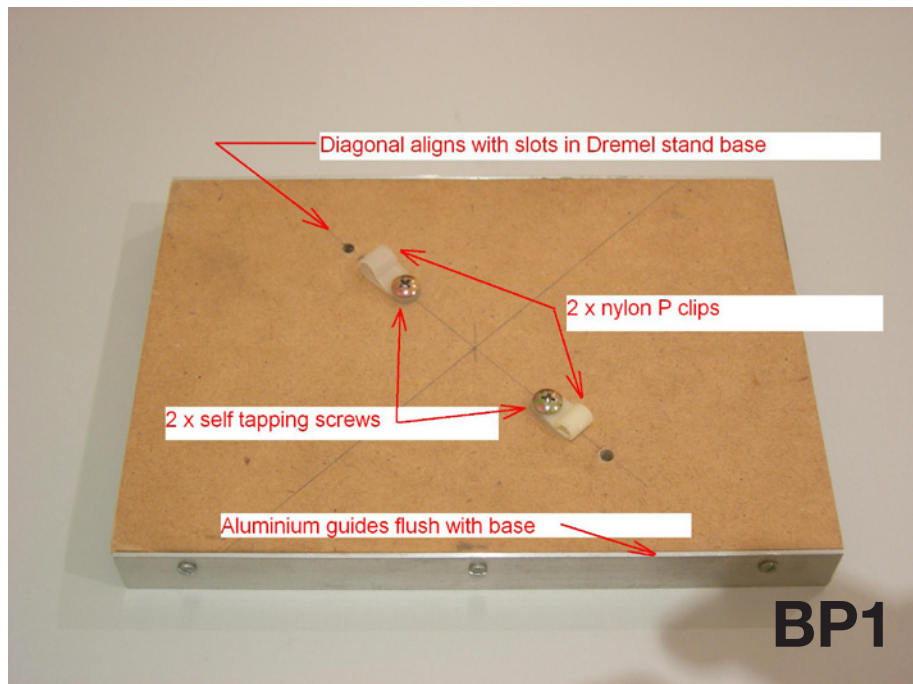 Diagonal aligns with slots in Dremel stand base
2 x nylon P clips
2 x self tapping screws
Aluminium guides flush with base
BP1